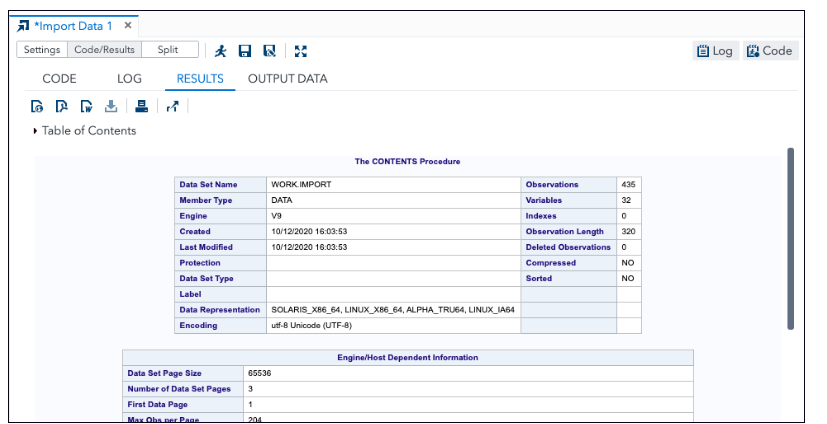 *Import Data 1 ×
Settings Code/Results Split Log Code
CODE LOG RESULTS OUTPUT DATA
Table of Contents
The CONTENTS Procedure
Data Set Name WORK.IMPORT Observations 435
Member Type DATA Variables 32
Engine V9 Indexes 0
Created 10/12/2020 16:03:53 Observation Length 320
Last Modified 10/12/2020 16:03:53 Deleted Observations 0
Protection Compressed NO
Data Set Type Sorted NO
Label
Data Representation SOLARIS_X86_64, LINUX_X86_64, ALPHA_TRU64, LINUX_IA64
Encoding utf-8 Unicode (UTF-8)
Engine/Host Dependent Information
Data Set Page Size 65536
Number of Data Set Pages 3
First Data Page 1
Max Obs per Page 204